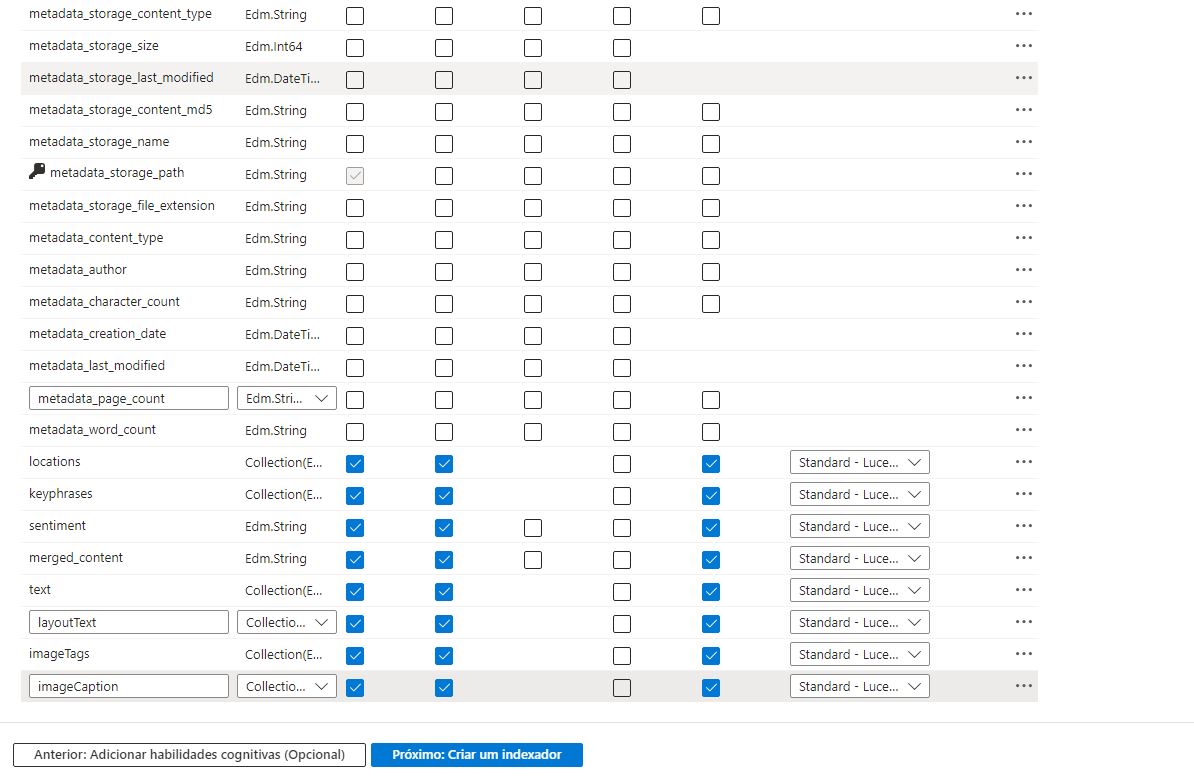 metadata_storage_content_type Edm.String
metadata_storage_size Edm.Int64
metadata_storage_last_modified Edm.DateTi...
metadata_storage_content_md5 Edm.String
metadata_storage_name Edm.String
metadata_storage_path Edm.String
metadata_storage_file_extension Edm.String
metadata_content_type Edm.String
metadata_author Edm.String
metadata_character_count Edm.String
metadata_creation_date Edm.DateTi...
metadata_last_modified Edm.DateTi...
metadata_page_count Edm.Stri...
metadata_word_count Edm.String
locations Collection(E... Standard - Luce...
keyphrases Collection(E... Standard - Luce...
sentiment Edm.String Standard - Luce...
merged_content Edm.String Standard - Luce...
text Collection(E... Standard - Luce...
layoutText Collectio... Standard - Luce...
imageTags Collection(E... Standard - Luce...
imageCaption Collectio... Standard - Luce...
Anterior: Adicionar habilidades cognitivas (Opcional) Próximo: Criar um indexador